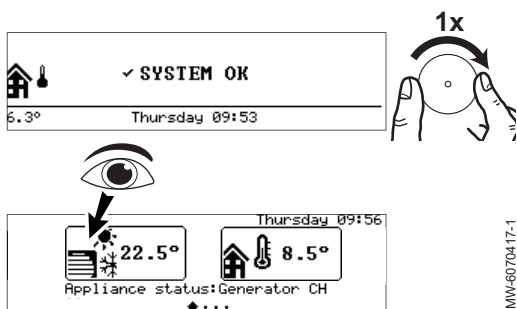 1x
✓ SYSTEM OK
6.3° Thursday 09:53
Thursday 09:56
22.5° 8.5°
Appliance status:Generator CH
MW-6070417-1